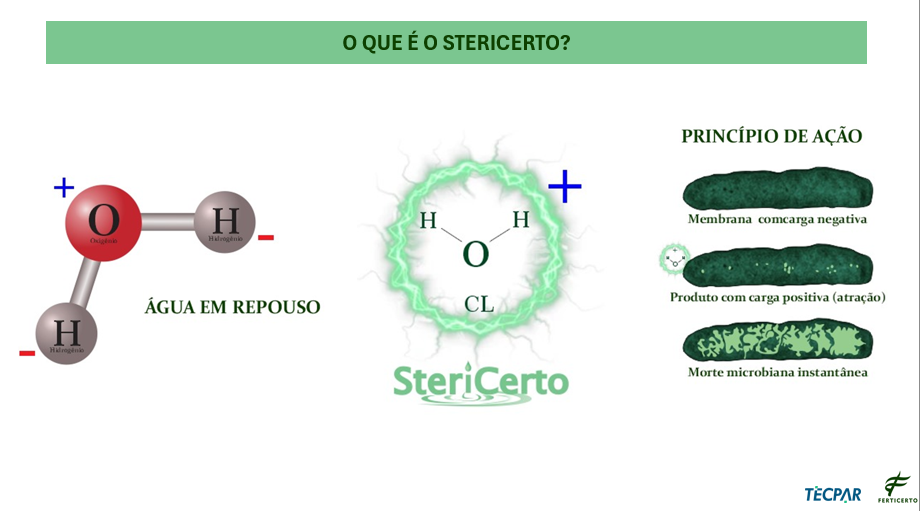 O QUE É O STERICERTO?
+
O
Oxigênio
H
Hidrogênio
-
H
Hidrogênio
-
ÁGUA EM REPOUSO
+
H
H
O
CL
SteriCerto
PRINCÍPIO DE AÇÃO
Membrana comcarga negativa
Produto com carga positiva (atração)
Morte microbiana instantânea
TECPAR
FERTICERTO